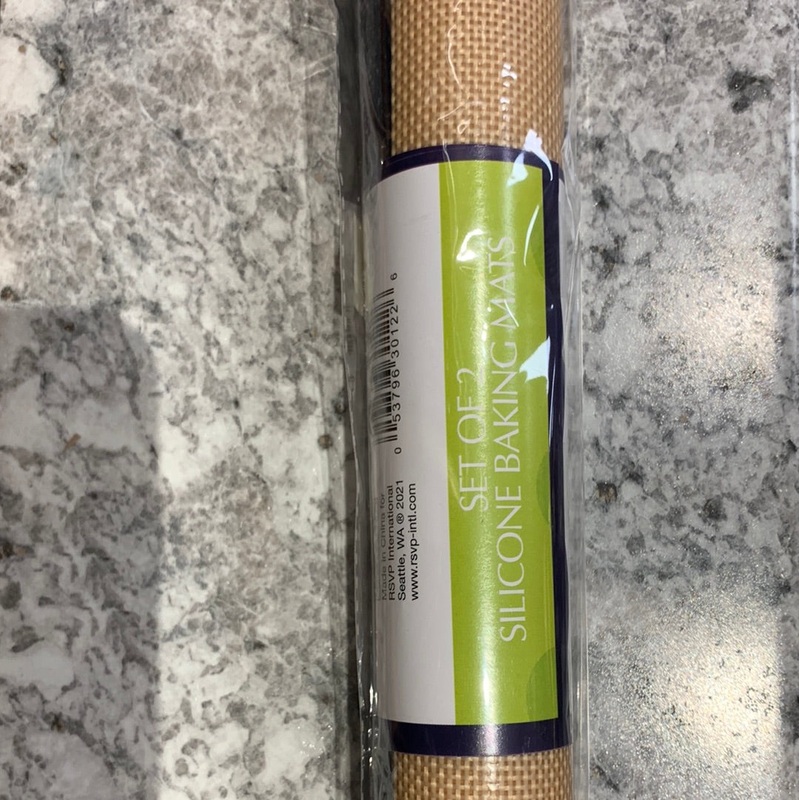 SET OF 2
SILICONE BAKING MATS
0 53796 30122 6
Made in China for
RSVP International
Seattle, WA ® 2021
www.rsvp-intl.com